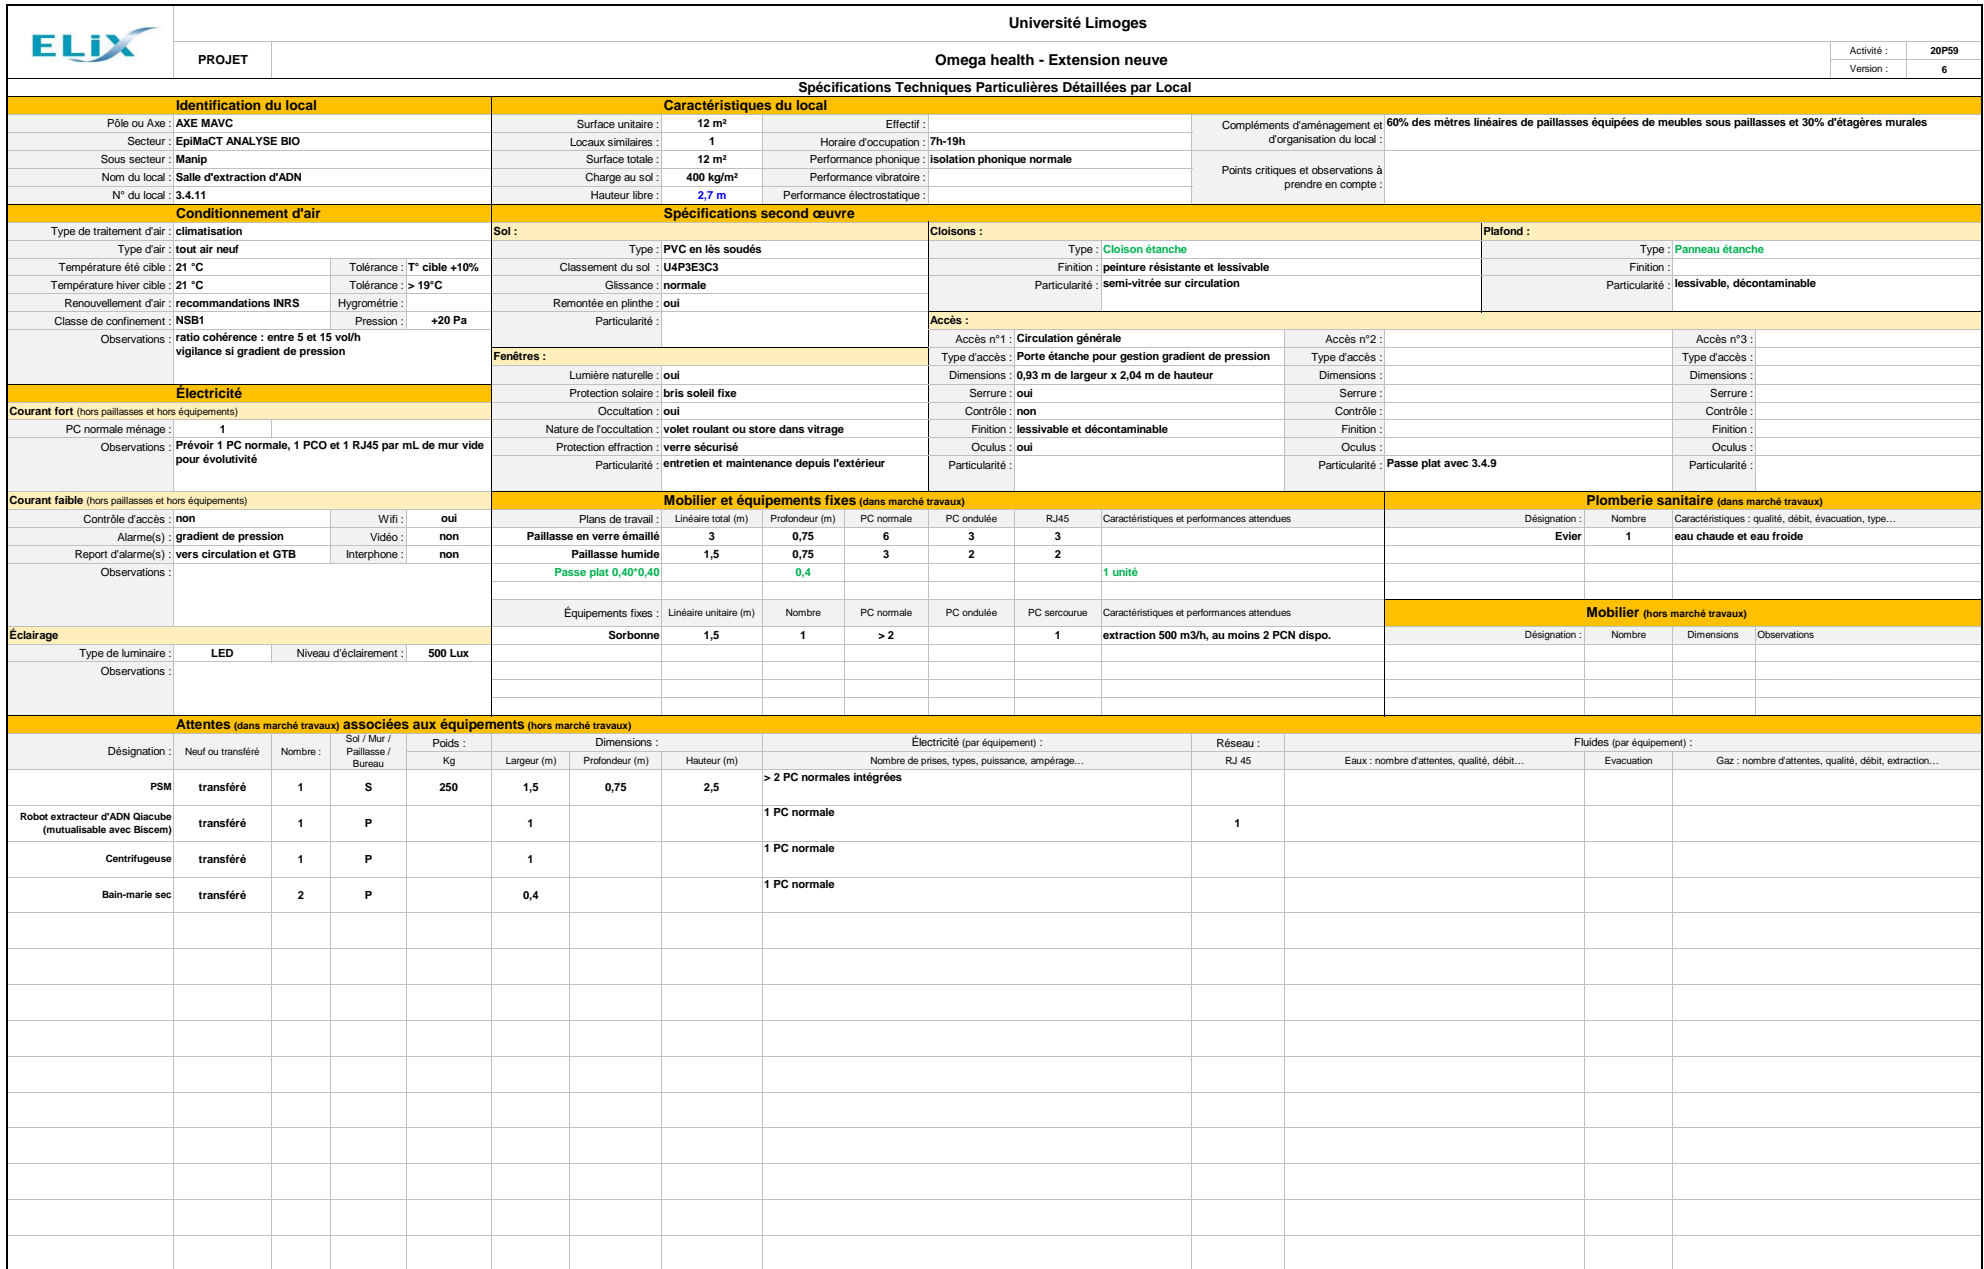 ELiX
Université Limoges
PROJET
Omega health - Extension neuve
Activité : 20P59
Version : 6
Spécifications Techniques Particulières Détaillées par Local
Identification du local
Caractéristiques du local
Pôle ou Axe : AXE MAVC
Surface unitaire : 12 m²
Effectif :
Compléments d'aménagement et d'organisation du local : 60% des mètres linéaires de paillasses équipées de meubles sous paillasses et 30% d'étagères murales
Secteur : EpiMaCT ANALYSE BIO
Locaux similaires : 1
Horaire d'occupation : 7h-19h
Sous secteur : Manip
Surface totale : 12 m²
Performance phonique : isolation phonique normale
Nom du local : Salle d'extraction d'ADN
Charge au sol : 400 kg/m²
Performance vibratoire :
Points critiques et observations à prendre en compte :
N° du local : 3.4.11
Hauteur libre : 2,7 m
Performance électrostatique :
Conditionnement d'air
Spécifications second œuvre
Type de traitement d'air : climatisation
Type d'air : tout air neuf
Température été cible : 21 °C Tolérance : T° cible +10%
Température hiver cible : 21 °C Tolérance : > 19°C
Renouvellement d'air : recommandations INRS Hygrométrie :
Classe de confinement : NSB1 Pression : +20 Pa
Observations : ratio cohérence : entre 5 et 15 vol/h
vigilance si gradient de pression
Sol :
Type : PVC en lès soudés
Classement du sol : U4P3E3C3
Glissance : normale
Remontée en plinthe : oui
Particularité :
Cloisons :
Type : Cloison étanche
Finition : peinture résistante et lessivable
Particularité : semi-vitrée sur circulation
Plafond :
Type : Panneau étanche
Finition :
Particularité : lessivable, décontaminable
Fenêtres :
Lumière naturelle : oui
Protection solaire : bris soleil fixe
Occultation : oui
Nature de l'occultation : volet roulant ou store dans vitrage
Protection effraction : verre sécurisé
Particularité : entretien et maintenance depuis l'extérieur
Accès :
Accès n°1 : Circulation générale
Type d'accès : Porte étanche pour gestion gradient de pression
Dimensions : 0,93 m de largeur x 2,04 m de hauteur
Serrure : oui
Contrôle : non
Finition : lessivable et décontaminable
Oculus : oui
Particularité :
Accès n°2 :
Type d'accès :
Dimensions :
Serrure :
Contrôle :
Finition :
Oculus :
Particularité : Passe plat avec 3.4.9
Accès n°3 :
Type d'accès :
Dimensions :
Serrure :
Contrôle :
Finition :
Oculus :
Particularité :
Électricité
Courant fort (hors paillasses et hors équipements)
PC normale ménage : 1
Observations : Prévoir 1 PC normale, 1 PCO et 1 RJ45 par mL de mur vide
pour évolutivité
Courant faible (hors paillasses et hors équipements)
Contrôle d'accès : non Wifi : oui
Alarme(s) : gradient de pression Vidéo : non
Report d'alarme(s) : vers circulation et GTB Interphone : non
Observations :
Éclairage
Type de luminaire : LED Niveau d'éclairement : 500 Lux
Observations :
Mobilier et équipements fixes (dans marché travaux)
Plans de travail : Linéaire total (m) Profondeur (m) PC normale PC ondulée RJ45 Caractéristiques et performances attendues
Paillasse en verre émaillé 3 0,75 6 3 3
Paillasse humide 1,5 0,75 3 2 2
Passe plat 0,40*0,40 0,4 1 unité
Équipements fixes : Linéaire unitaire (m) Nombre PC normale PC ondulée PC sercourue Caractéristiques et performances attendues
Sorbonne 1,5 1 > 2 1 extraction 500 m3/h, au moins 2 PCN dispo.
Plomberie sanitaire (dans marché travaux)
Désignation : Nombre Caractéristiques : qualité, débit, évacuation, type…
Evier 1 eau chaude et eau froide
Mobilier (hors marché travaux)
Désignation : Nombre Dimensions Observations
Attentes (dans marché travaux) associées aux équipements (hors marché travaux)
Désignation : Neuf ou transféré Nombre : Sol / Mur / Paillasse / Bureau Poids : Dimensions : Électricité (par équipement) : Réseau : Fluides (par équipement) :
Kg Largeur (m) Profondeur (m) Hauteur (m) Nombre de prises, types, puissance, ampérage… RJ 45 Eaux : nombre d'attentes, qualité, débit… Evacuation Gaz : nombre d'attentes, qualité, débit, extraction…
PSM transféré 1 S 250 1,5 0,75 2,5 > 2 PC normales intégrées
Robot extracteur d'ADN Qiacube
(mutualisable avec Biscem) transféré 1 P 1 1 PC normale 1
Centrifugeuse transféré 1 P 1 1 PC normale
Bain-marie sec transféré 2 P 0,4 1 PC normale